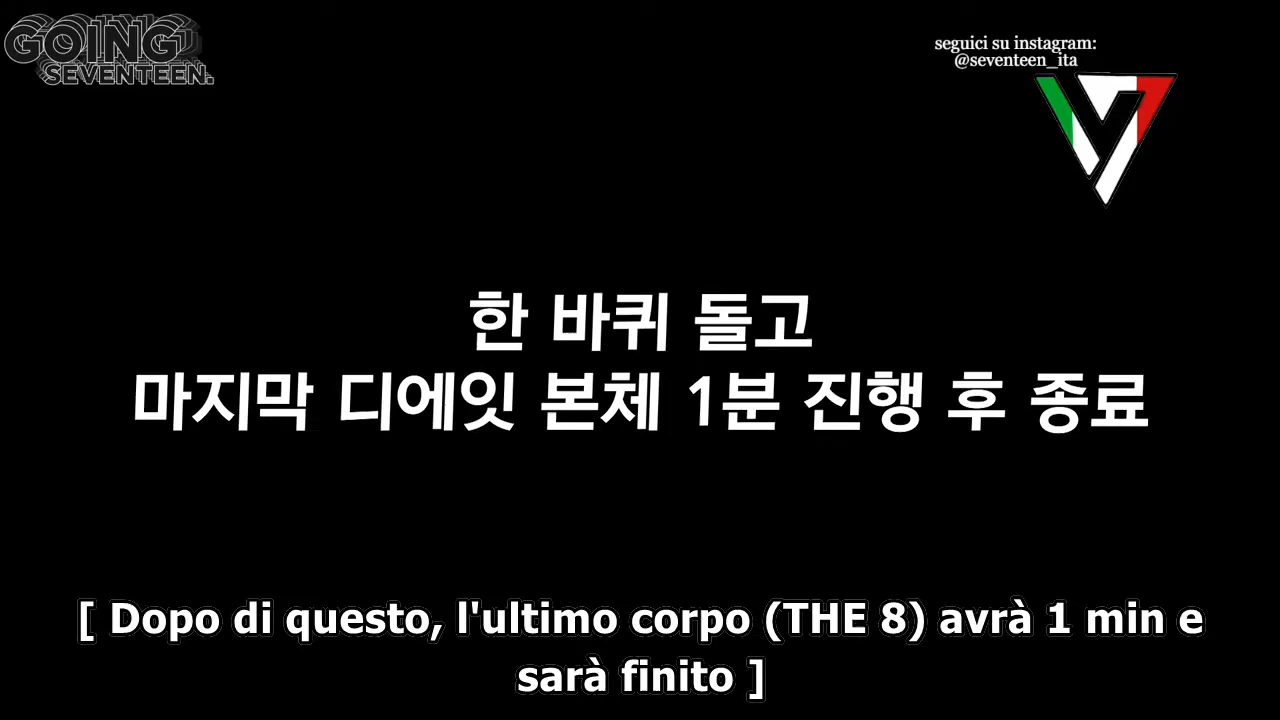 GOING
SEVENTEEN.
seguici su instagram:
@seventeen_ita
한 바퀴 돌고
마지막 디에잇 본체 1분 진행 후 종료
[ Dopo di questo, l'ultimo corpo (THE 8) avrà 1 min e
sarà finito ]